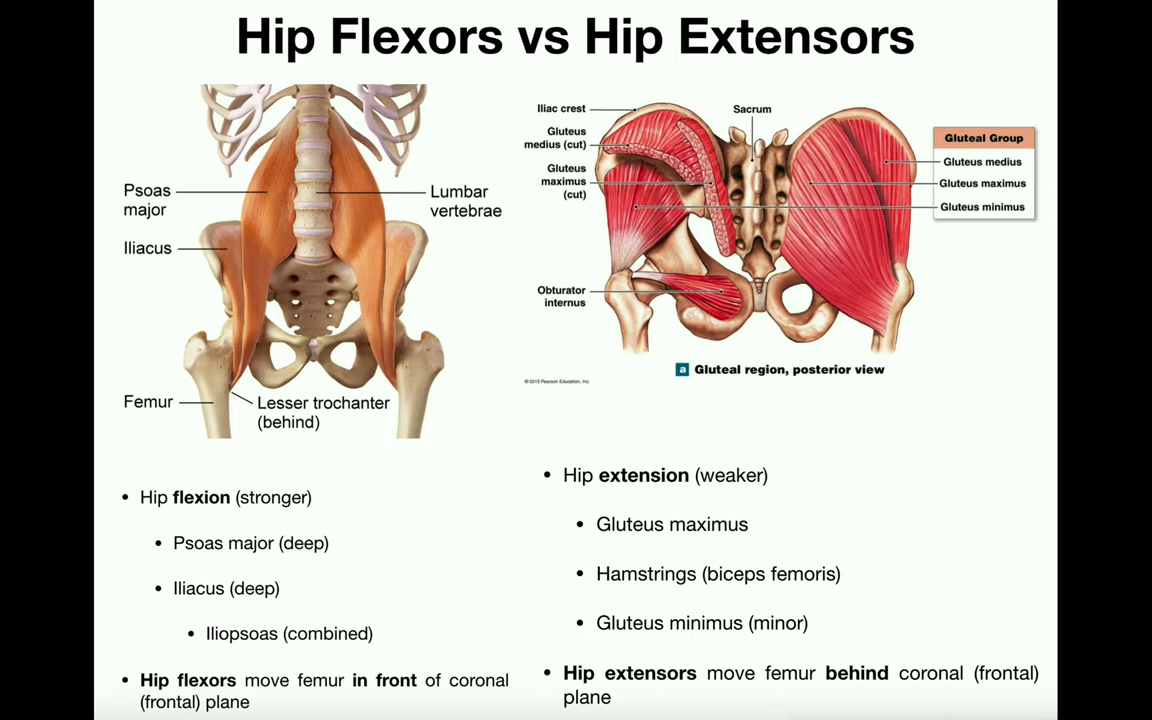 Hip Flexors vs Hip Extensors
Psoas
major
Iliacus
Lumbar
vertebrae
Femur
Lesser trochanter
(behind)
Iliac crest
Gluteus
medius (cut)
Gluteus
maximus
(cut)
Obturator
internus
Sacrum
Gluteal Group
Gluteus medius
Gluteus maximus
Gluteus minimus
a Gluteal region, posterior view
© 2015 Pearson Education, Inc.
• Hip flexion (stronger)
• Psoas major (deep)
• Iliacus (deep)
• Iliopsoas (combined)
• Hip flexors move femur in front of coronal
(frontal) plane
• Hip extension (weaker)
• Gluteus maximus
• Hamstrings (biceps femoris)
• Gluteus minimus (minor)
• Hip extensors move femur behind coronal (frontal)
plane